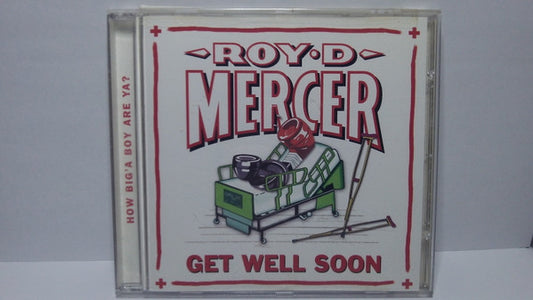 HOW BIG'A BOY ARE YA?
ROY·D
MERCER
GET WELL SOON